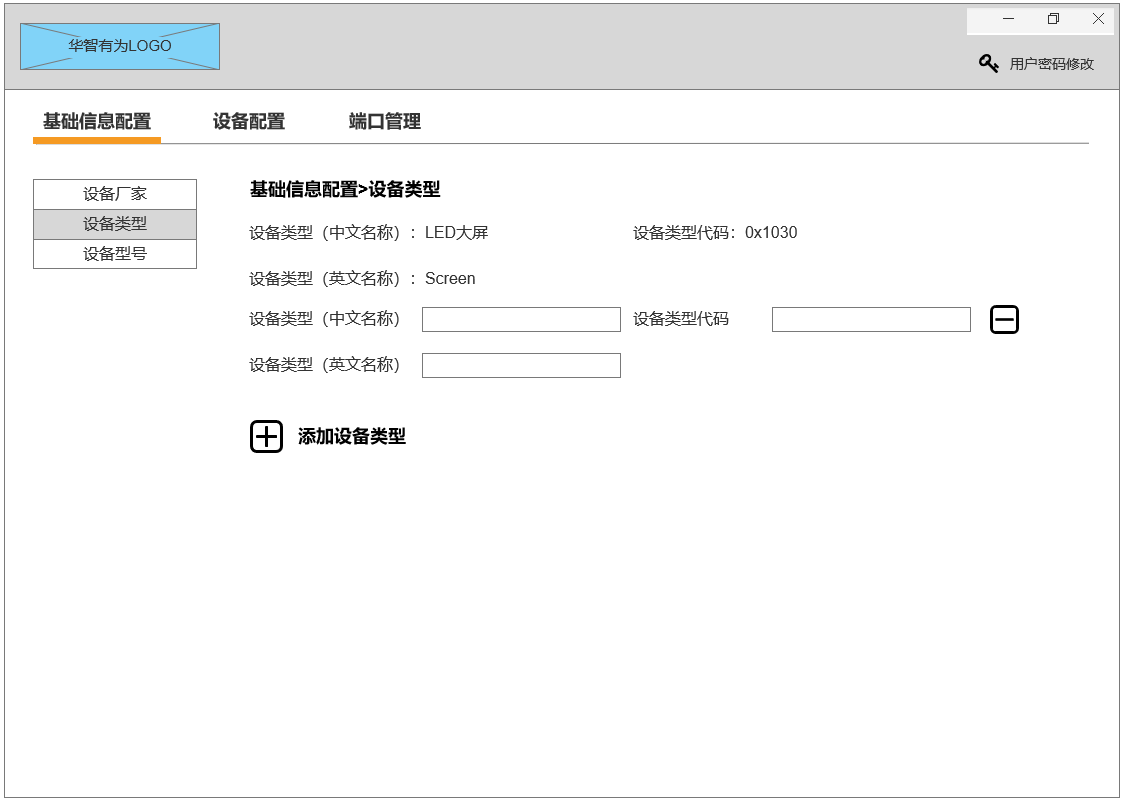 华智有为LOGO
用户密码修改
基础信息配置 设备配置 端口管理
设备厂家
设备类型
设备型号
基础信息配置>设备类型
设备类型（中文名称）：LED大屏 设备类型代码：0x1030
设备类型（英文名称）：Screen
设备类型（中文名称） 设备类型代码
设备类型（英文名称）
添加设备类型